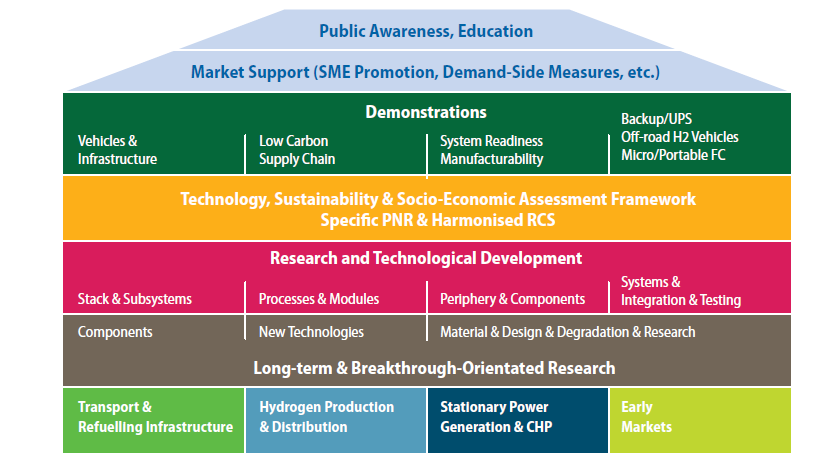 Public Awareness, Education
Market Support (SME Promotion, Demand-Side Measures, etc.)
Demonstrations
Vehicles &
Infrastructure
Low Carbon
Supply Chain
System Readiness
Manufacturability
Backup/UPS
Off-road H2 Vehicles
Micro/Portable FC
Technology, Sustainability & Socio-Economic Assessment Framework
Specific PNR & Harmonised RCS
Research and Technological Development
Stack & Subsystems
Processes & Modules
Periphery & Components
Systems &
Integration & Testing
Components
New Technologies
Material & Design & Degradation & Research
Long-term & Breakthrough-Orientated Research
Transport &
Refuelling Infrastructure
Hydrogen Production
& Distribution
Stationary Power
Generation & CHP
Early
Markets